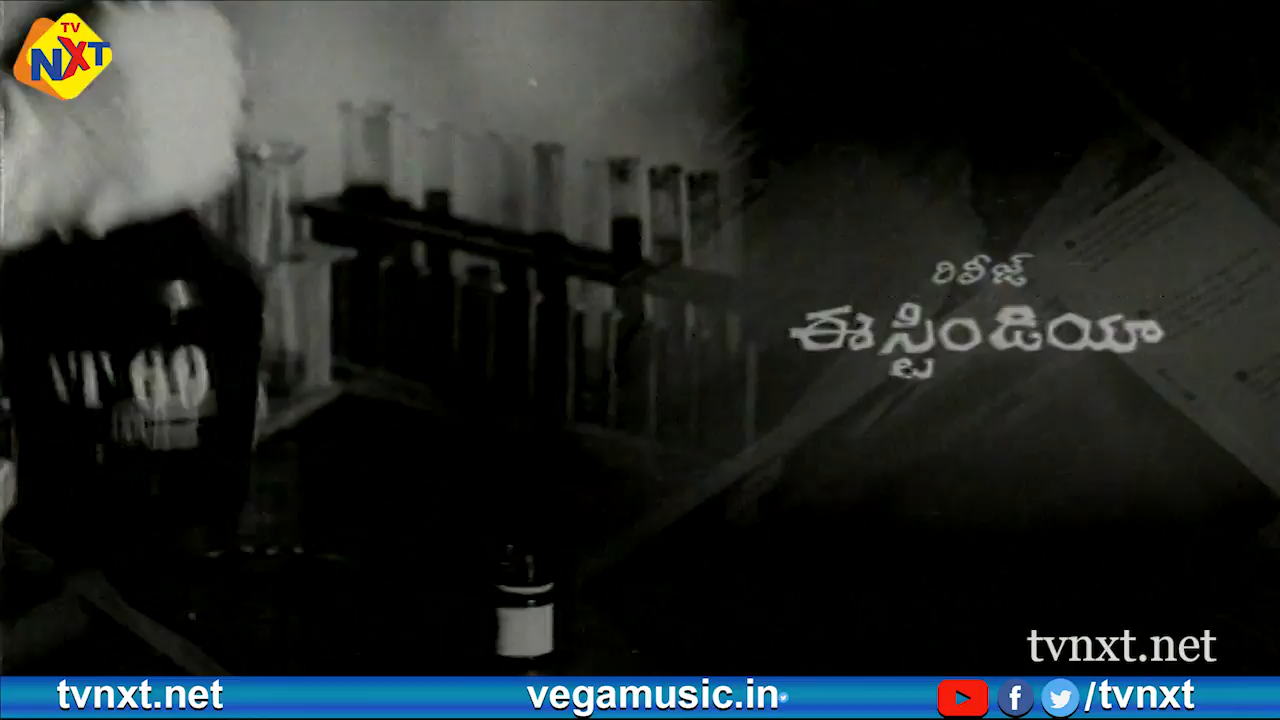 TV
NXT
రిలీజ్
ఈస్టిండియా
tvnxt.net
tvnxt.net
vegamusic.in
/tvnxt